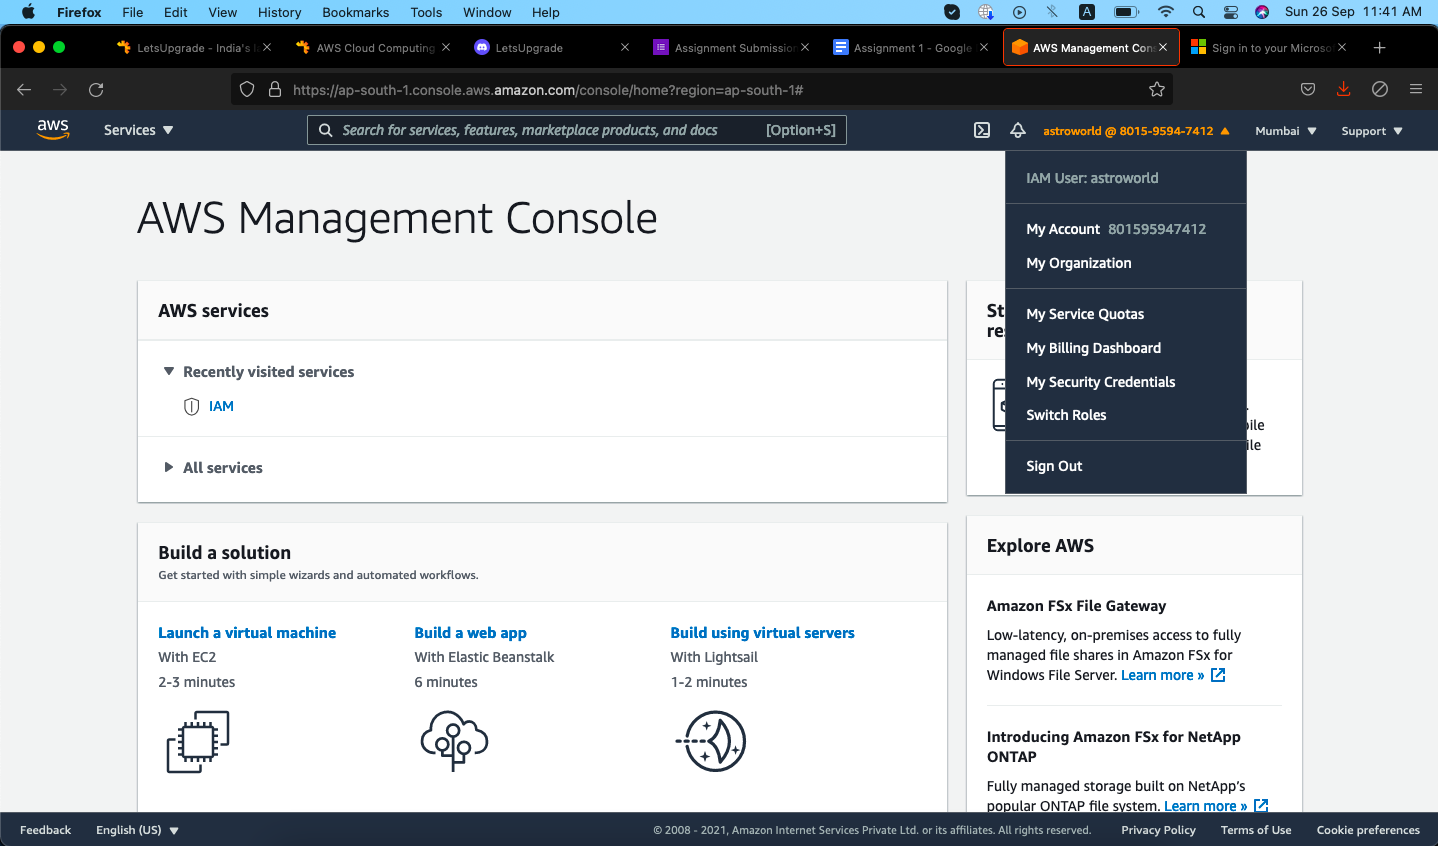 Firefox File Edit View History Bookmarks Tools Window Help A Sun 26 Sep 11:41 AM
LetsUpgrade - India's AWS Cloud Computing LetsUpgrade Assignment Submission Assignment 1 - Google AWS Management Cons Sign in to your Microso
https://ap-south-1.console.aws.amazon.com/console/home?region=ap-south-1#
aws Services Search for services, features, marketplace products, and docs [Option+S] astroworld @ 8015-9594-7412 Mumbai Support
IAM User: astroworld
My Account 801595947412
My Organization
My Service Quotas
My Billing Dashboard
My Security Credentials
Switch Roles
Sign Out
AWS Management Console
AWS services
Recently visited services
IAM
All services
Build a solution
Get started with simple wizards and automated workflows.
Launch a virtual machine
With EC2
2-3 minutes
Build a web app
With Elastic Beanstalk
6 minutes
Build using virtual servers
With Lightsail
1-2 minutes
Explore AWS
Amazon FSx File Gateway
Low-latency, on-premises access to fully
managed file shares in Amazon FSx for
Windows File Server. Learn more »
Introducing Amazon FSx for NetApp
ONTAP
Fully managed storage built on NetApp's
popular ONTAP file system. Learn more »
Feedback English (US) © 2008 - 2021, Amazon Internet Services Private Ltd. or its affiliates. All rights reserved. Privacy Policy Terms of Use Cookie preferences